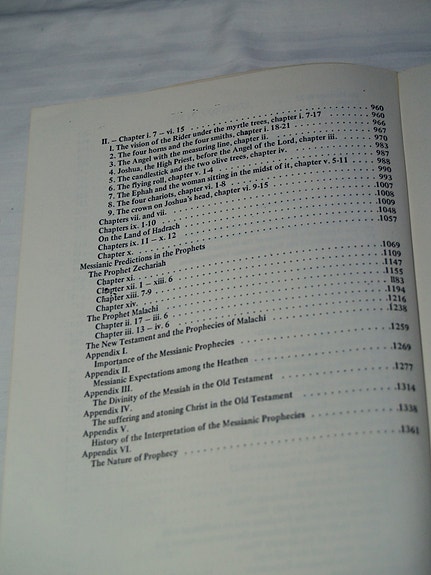 II. — Chapter i. 7 – vi. 15 960
1. The vision of the Rider under the myrtle trees, chapter i. 7-17 960
2. The four horns and the four smiths, chapter i. 18-21 966
3. The Angel with the measuring line, chapter ii. 967
4. Joshua, the High Priest, before the Angel of the Lord, chapter iii. 970
5. The candlestick and the two olive trees, chapter iv. 983
6. The flying roll, chapter v. 1-4 987
7. The Ephah and the woman sitting in the midst of it, chapter v. 5-11 988
8. The four chariots, chapter vi. 1-8 990
9. The crown on Joshua's head, chapter vi. 9-15 993
Chapters vii. and viii. 1007
Chapters ix. 1-10 1008
On the Land of Hadrach 1009
Chapters ix. 11 – x. 12 1048
Chapter x. 1057
Messianic Predictions in the Prophets
The Prophet Zechariah
Chapter xi. 1069
Chapter xii. 1 – xiii. 6 1109
Chapter xiii. 7-9 1147
Chapter xiv. 1155
The Prophet Malachi 1183
Chapter ii. 17 – iii. 6 1194
Chapter iii. 13 – iv. 6 1216
The New Testament and the Prophecies of Malachi 1238
Appendix I.
Importance of the Messianic Prophecies 1259
Appendix II.
Messianic Expectations among the Heathen 1269
Appendix III.
The Divinity of the Messiah in the Old Testament 1277
Appendix IV.
The suffering and atoning Christ in the Old Testament 1314
Appendix V.
History of the Interpretation of the Messianic Prophecies 1338
Appendix VI.
The Nature of Prophecy 1361